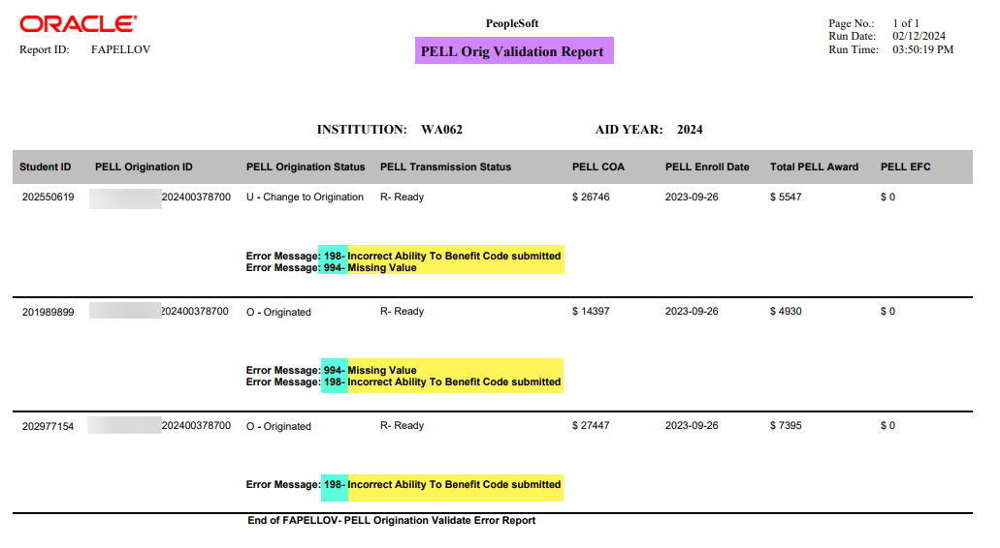 ORACLE
PeopleSoft
Page No.: 1 of 1
Run Date: 02/12/2024
Report ID: FAPELLOV
PELL Orig Validation Report
Run Time: 03:50:19 PM
INSTITUTION: WA062 AID YEAR: 2024
Student ID PELL Origination ID PELL Origination Status PELL Transmission Status PELL COA PELL Enroll Date Total PELL Award PELL EFC
202550619 202400378700 U - Change to Origination R- Ready $ 26746 2023-09-26 $ 5547 $ 0
Error Message: 198- Incorrect Ability To Benefit Code submitted
Error Message: 994- Missing Value
201989899 202400378700 O - Originated R- Ready $ 14397 2023-09-26 $ 4930 $ 0
Error Message: 994- Missing Value
Error Message: 198- Incorrect Ability To Benefit Code submitted
202977154 202400378700 O - Originated R- Ready $ 27447 2023-09-26 $ 7395 $ 0
Error Message: 198- Incorrect Ability To Benefit Code submitted
End of FAPELLOV- PELL Origination Validate Error Report